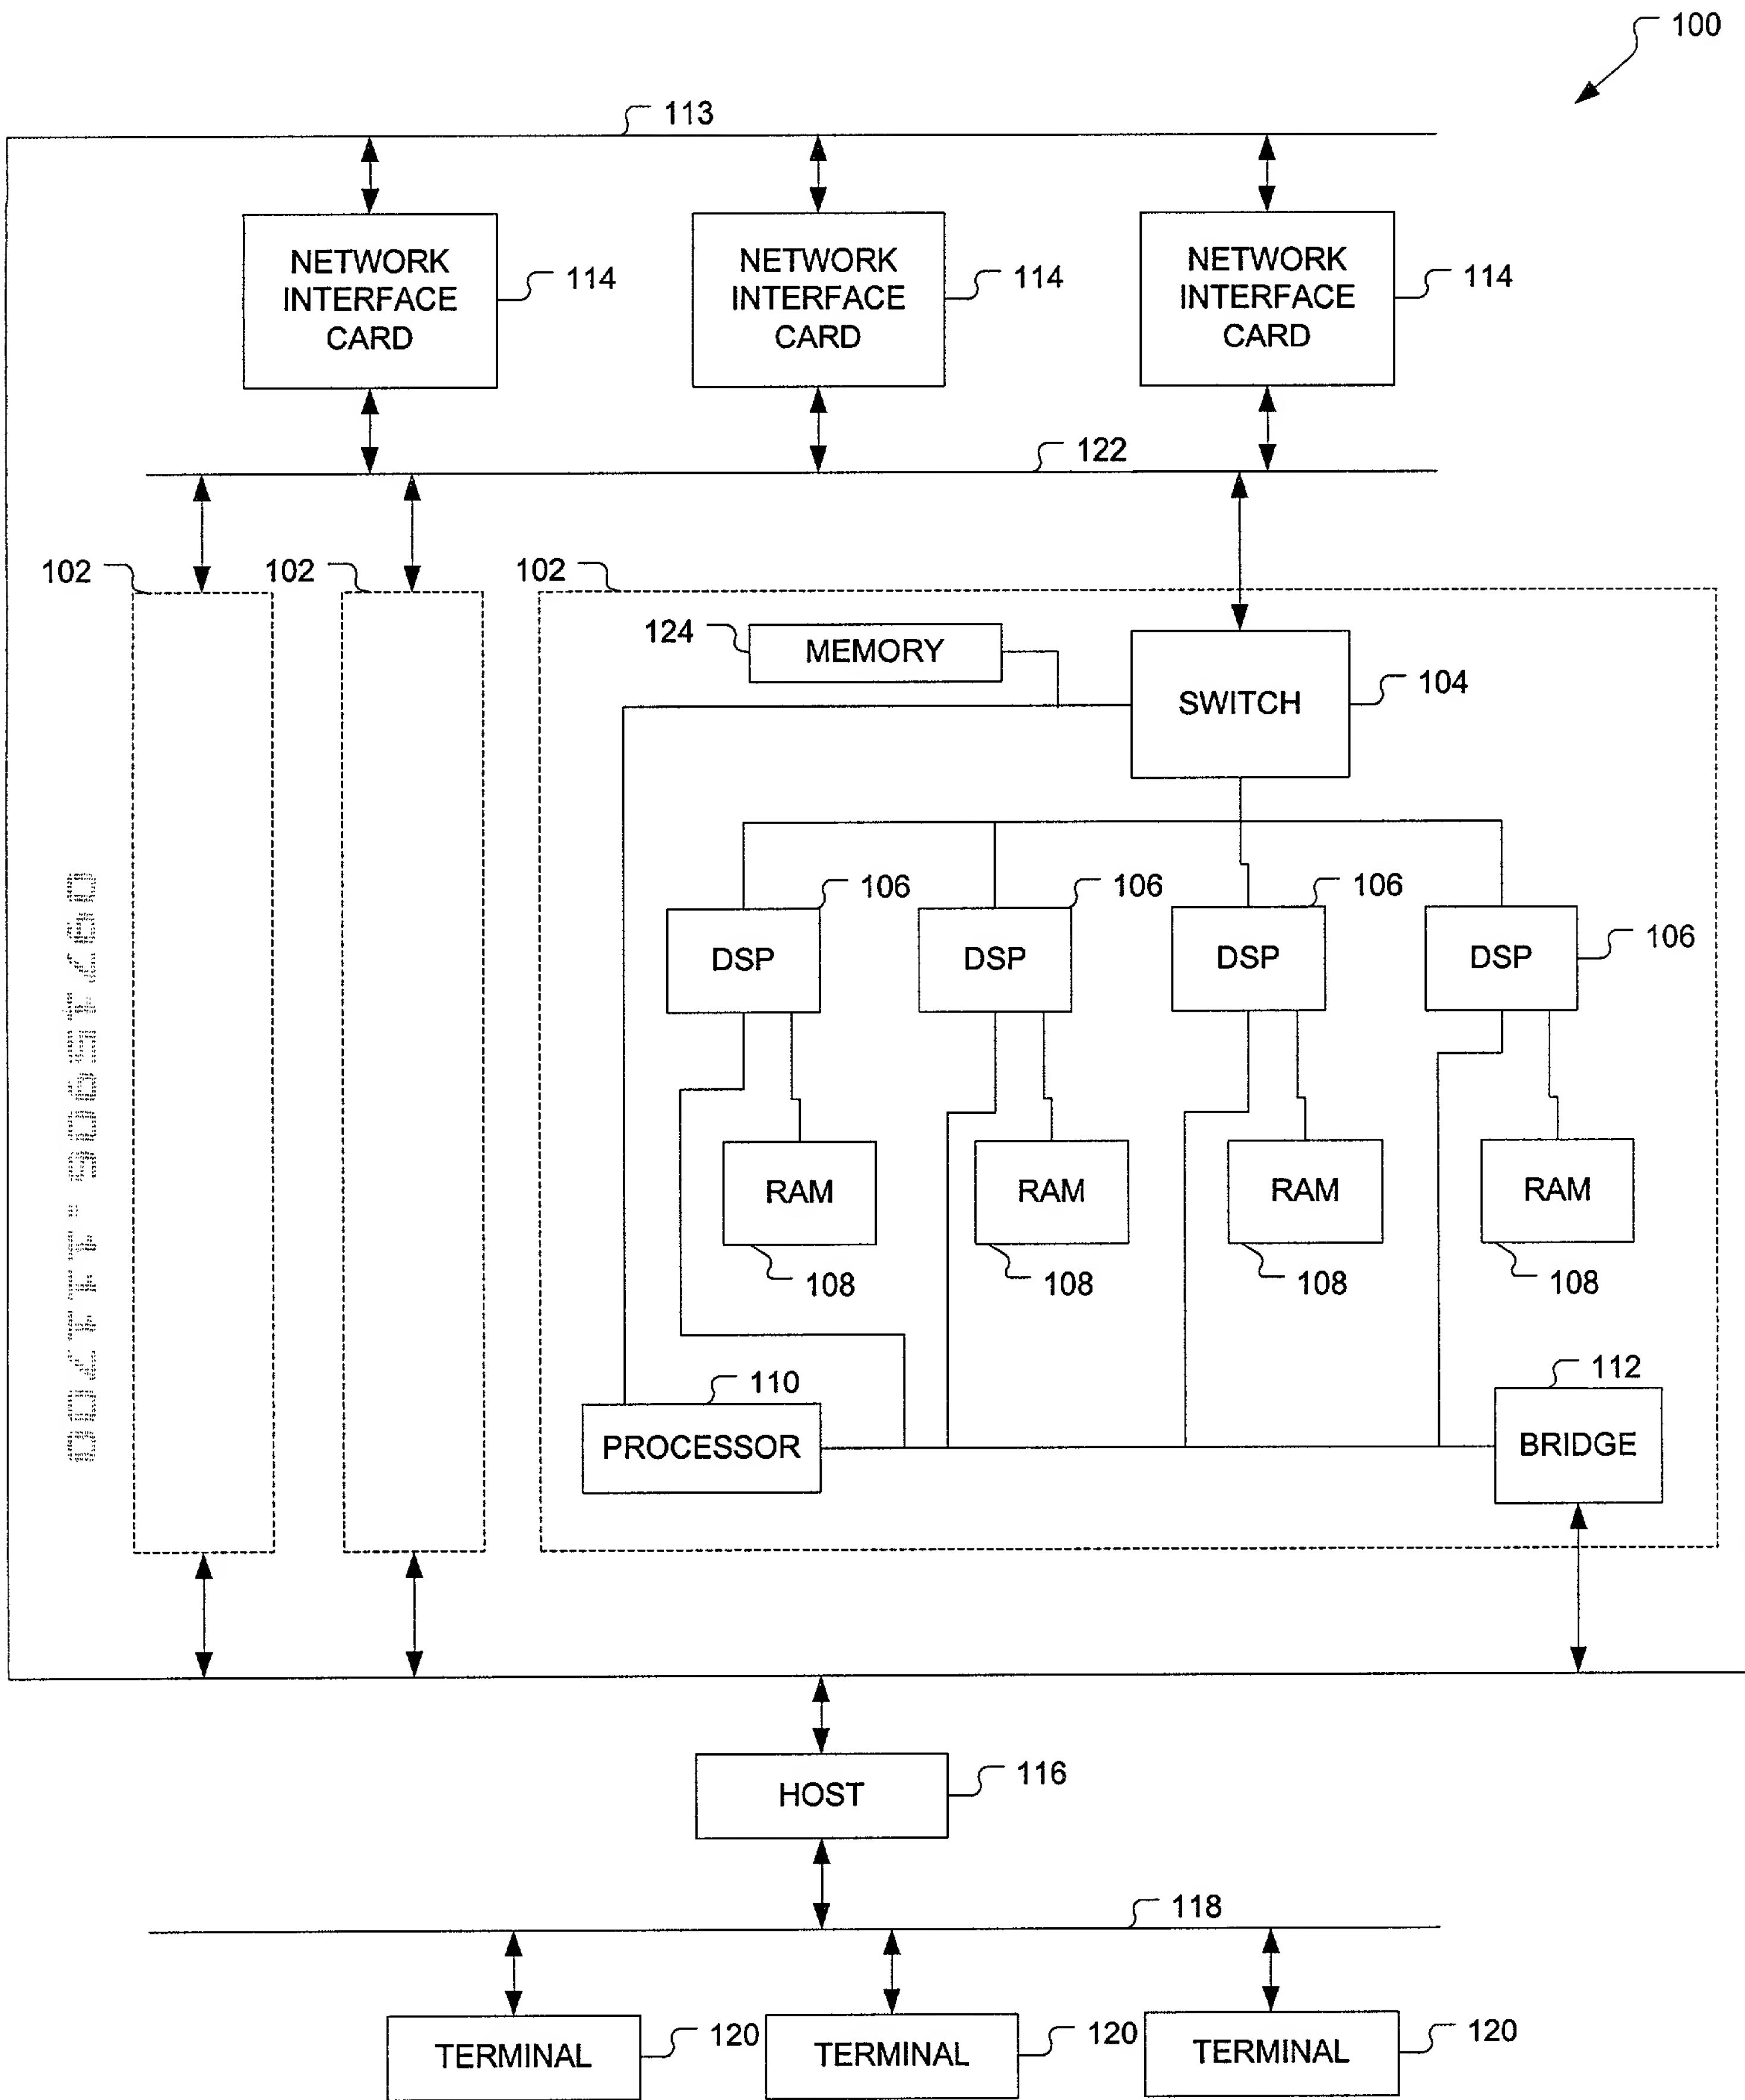 100
113
NETWORK
INTERFACE
CARD
114
NETWORK
INTERFACE
CARD
114
NETWORK
INTERFACE
CARD
114
122
102
102
102
124
MEMORY
SWITCH
104
106
106
106
DSP
DSP
DSP
DSP
106
RAM
RAM
RAM
RAM
108
108
108
108
110
112
PROCESSOR
BRIDGE
HOST
116
118
TERMINAL
120
TERMINAL
120
TERMINAL
120